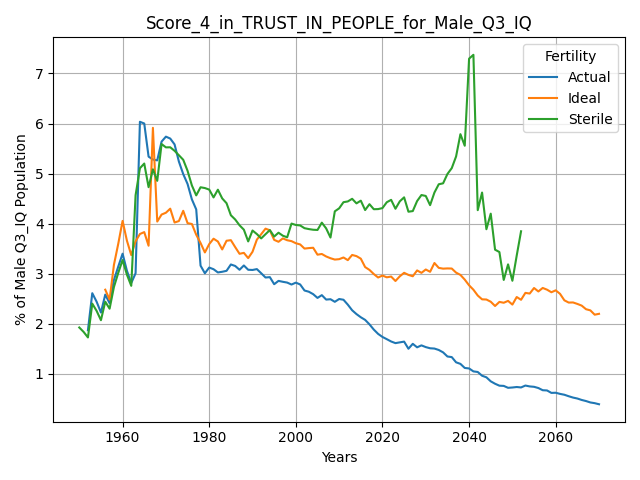 Score_4_in_TRUST_IN_PEOPLE_for_Male_Q3_IQ
% of Male Q3_IQ Population
7
6
5
4
3
2
1
Fertility
Actual
Ideal
Sterile
1960
1980
2000
2020
2040
2060
Years